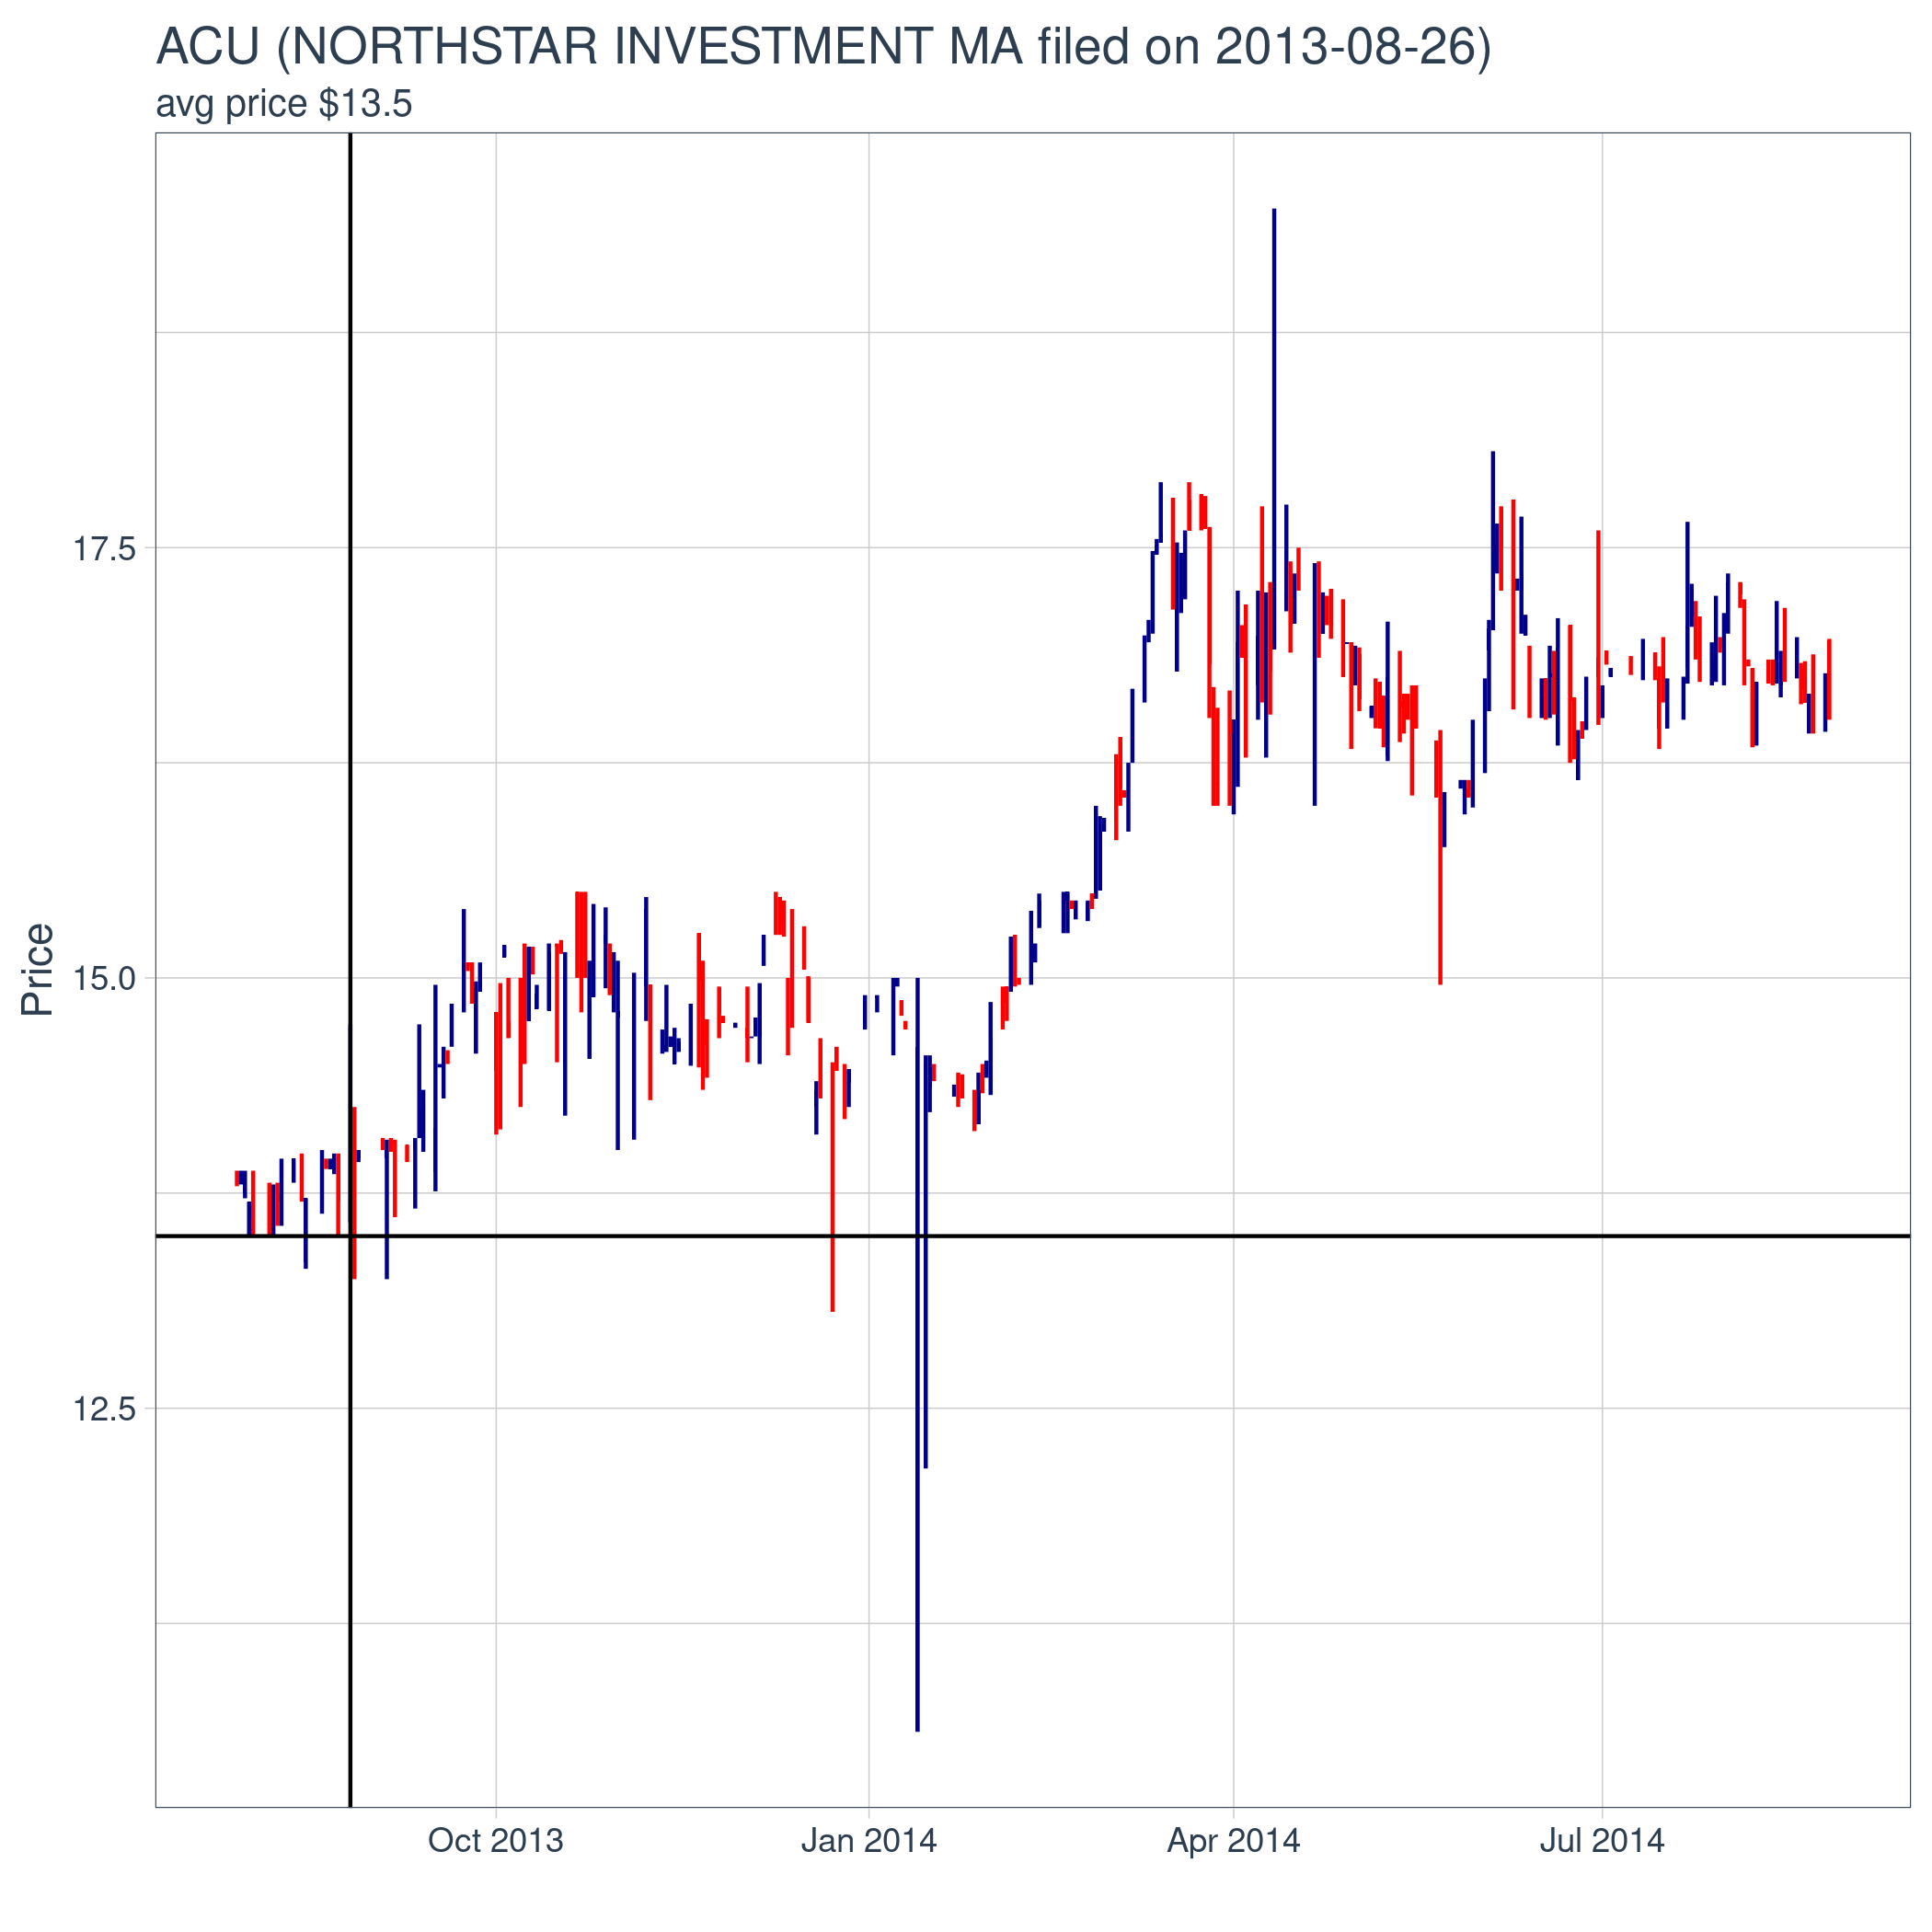 ACU (NORTHSTAR INVESTMENT MA filed on 2013-08-26)
avg price $13.5
17.5
15.0
12.5
Price
Oct 2013
Jan 2014
Apr 2014
Jul 2014